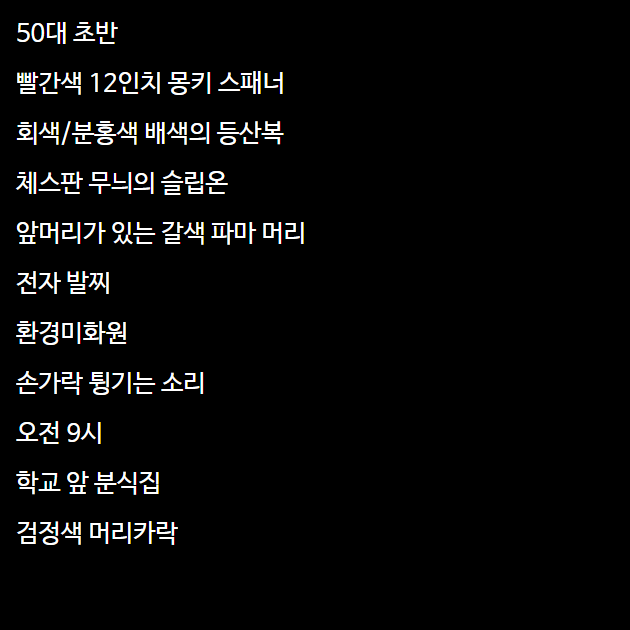 50대 초반
빨간색 12인치 몽키 스패너
회색/분홍색 배색의 등산복
체스판 무늬의 슬립온
앞머리가 있는 갈색 파마 머리
전자 발찌
환경미화원
손가락 튕기는 소리
오전 9시
학교 앞 분식집
검정색 머리카락